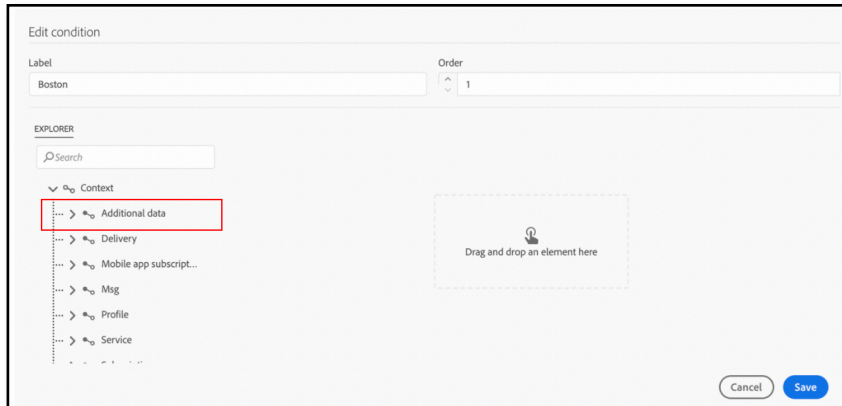 Edit condition
Label
Order
Boston
1
EXPLORER
Search
Context
Additional data
Delivery
Mobile app subscript...
Msg
Profile
Service
Drag and drop an element here
Cancel
Save